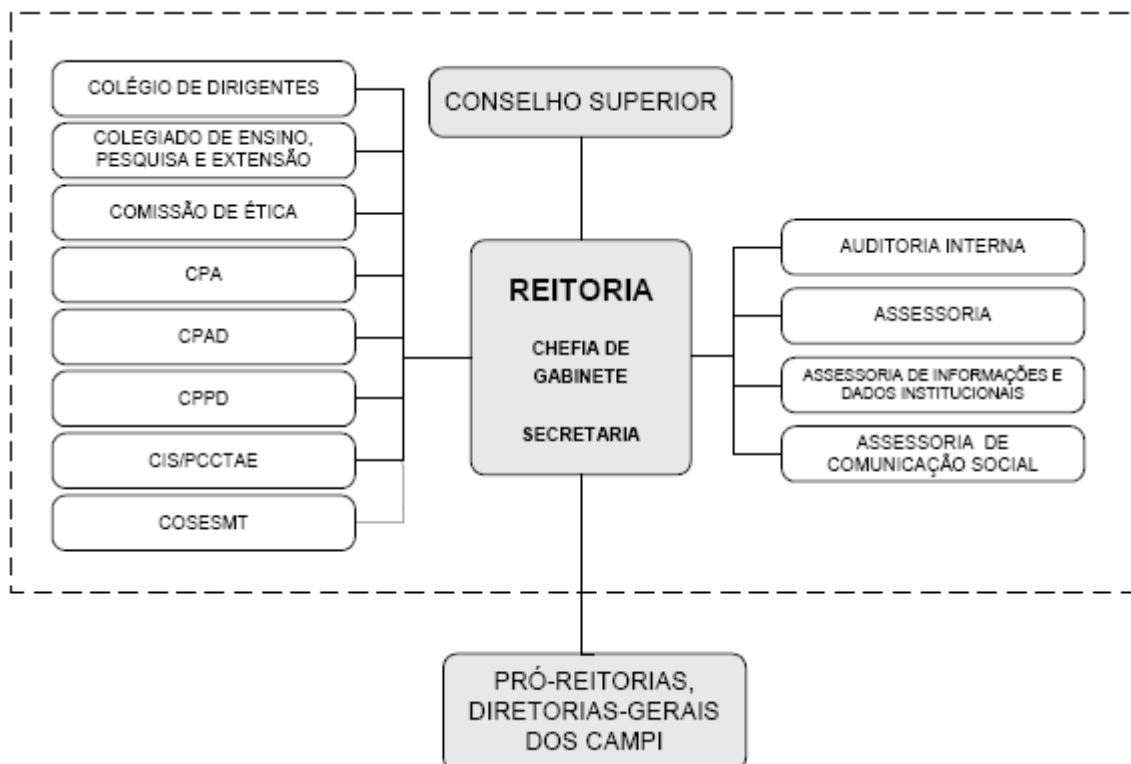 COLÉGIO DE DIRIGENTES
COLEGIADO DE ENSINO,
PESQUISA E EXTENSÃO
COMISSÃO DE ÉTICA
CPA
CPAD
CPPD
CIS/PCCTAE
COSESMT
CONSELHO SUPERIOR
REITORIA
CHEFIA DE
GABINETE
SECRETARIA
AUDITORIA INTERNA
ASSESSORIA
ASSESSORIA DE INFORMAÇÕES E
DADOS INSTITUCIONAIS
ASSESSORIA DE
COMUNICAÇÃO SOCIAL
PRÓ-REITORIAS,
DIRETORIAS-GERAIS
DOS CAMPI